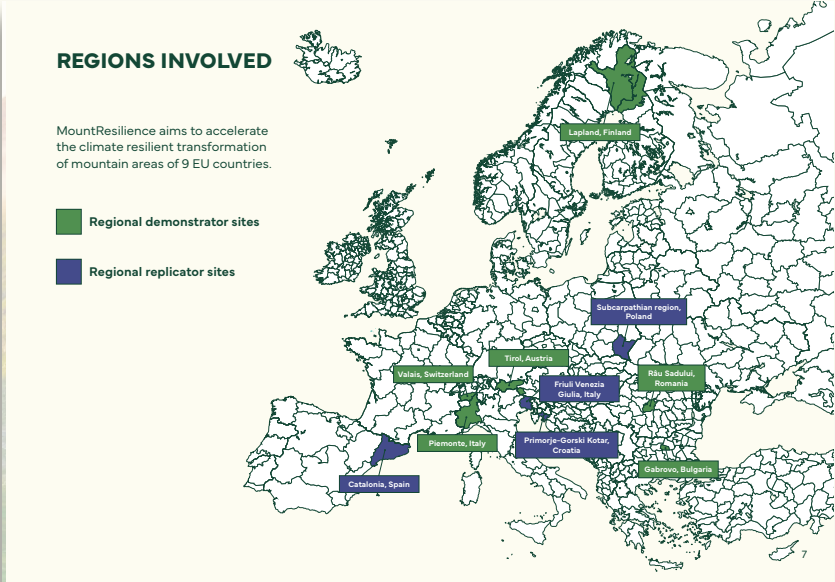 REGIONS INVOLVED
MountResilience aims to accelerate
the climate resilient transformation
of mountain areas of 9 EU countries.
Regional demonstrator sites
Regional replicator sites
Lapland, Finland
Subcarpathian region,
Poland
Tirol, Austria
Valais, Switzerland
Friuli Venezia
Giulia, Italy
Râu Sadului,
Romania
Piemonte, Italy
Primorje-Gorski Kotar,
Croatia
Gabrovo, Bulgaria
Catalonia, Spain
7